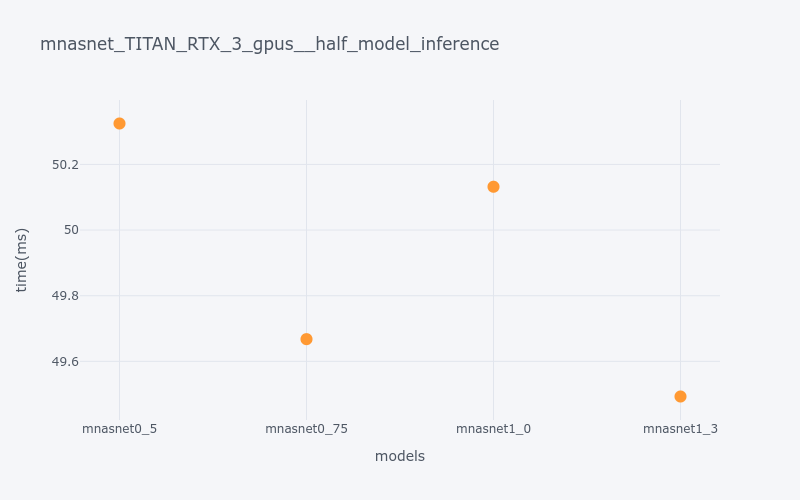 mnasnet_TITAN_RTX_3_gpus__half_model_inference
50.2
50
49.8
49.6
time(ms)
mnasnet0_5
mnasnet0_75
mnasnet1_0
mnasnet1_3
models